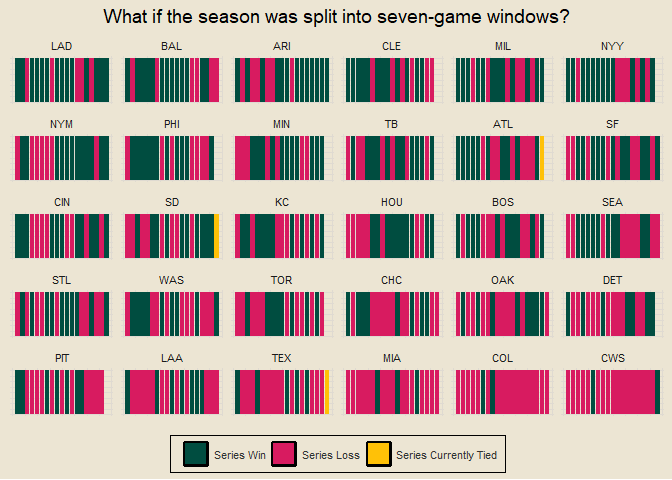 What if the season was split into seven-game windows?
LAD BAL ARI CLE MIL NYY
NYM PHI MIN TB ATL SF
CIN SD KC HOU BOS SEA
STL WAS TOR CHC OAK DET
PIT LAA TEX MIA COL CWS
Series Win Series Loss Series Currently Tied